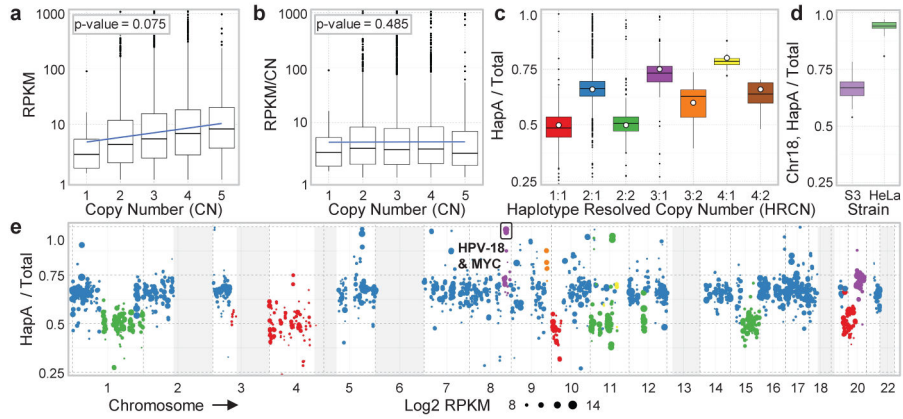 a
p-value = 0.075
RPKM
1000
100
10
1
1 2 3 4 5
Copy Number (CN)
b
p-value = 0.485
RPKM/CN
1000
100
10
1
1 2 3 4 5
Copy Number (CN)
c
HapA / Total
1.0
0.75
0.5
0.25
1:1 2:1 2:2 3:1 3:2 4:1 4:2
Haplotype Resolved Copy Number (HRCN)
d
Chr18, HapA / Total
1.0
0.75
0.5
0.25
S3 HeLa
Strain
e
HapA / Total
1.0
0.75
0.5
0.25
HPV-18
& MYC
1 2 3 4 5 6 7 8 9 10 11 12 13 14 15 16 17 18 20 22
Chromosome
Log2 RPKM 8 14